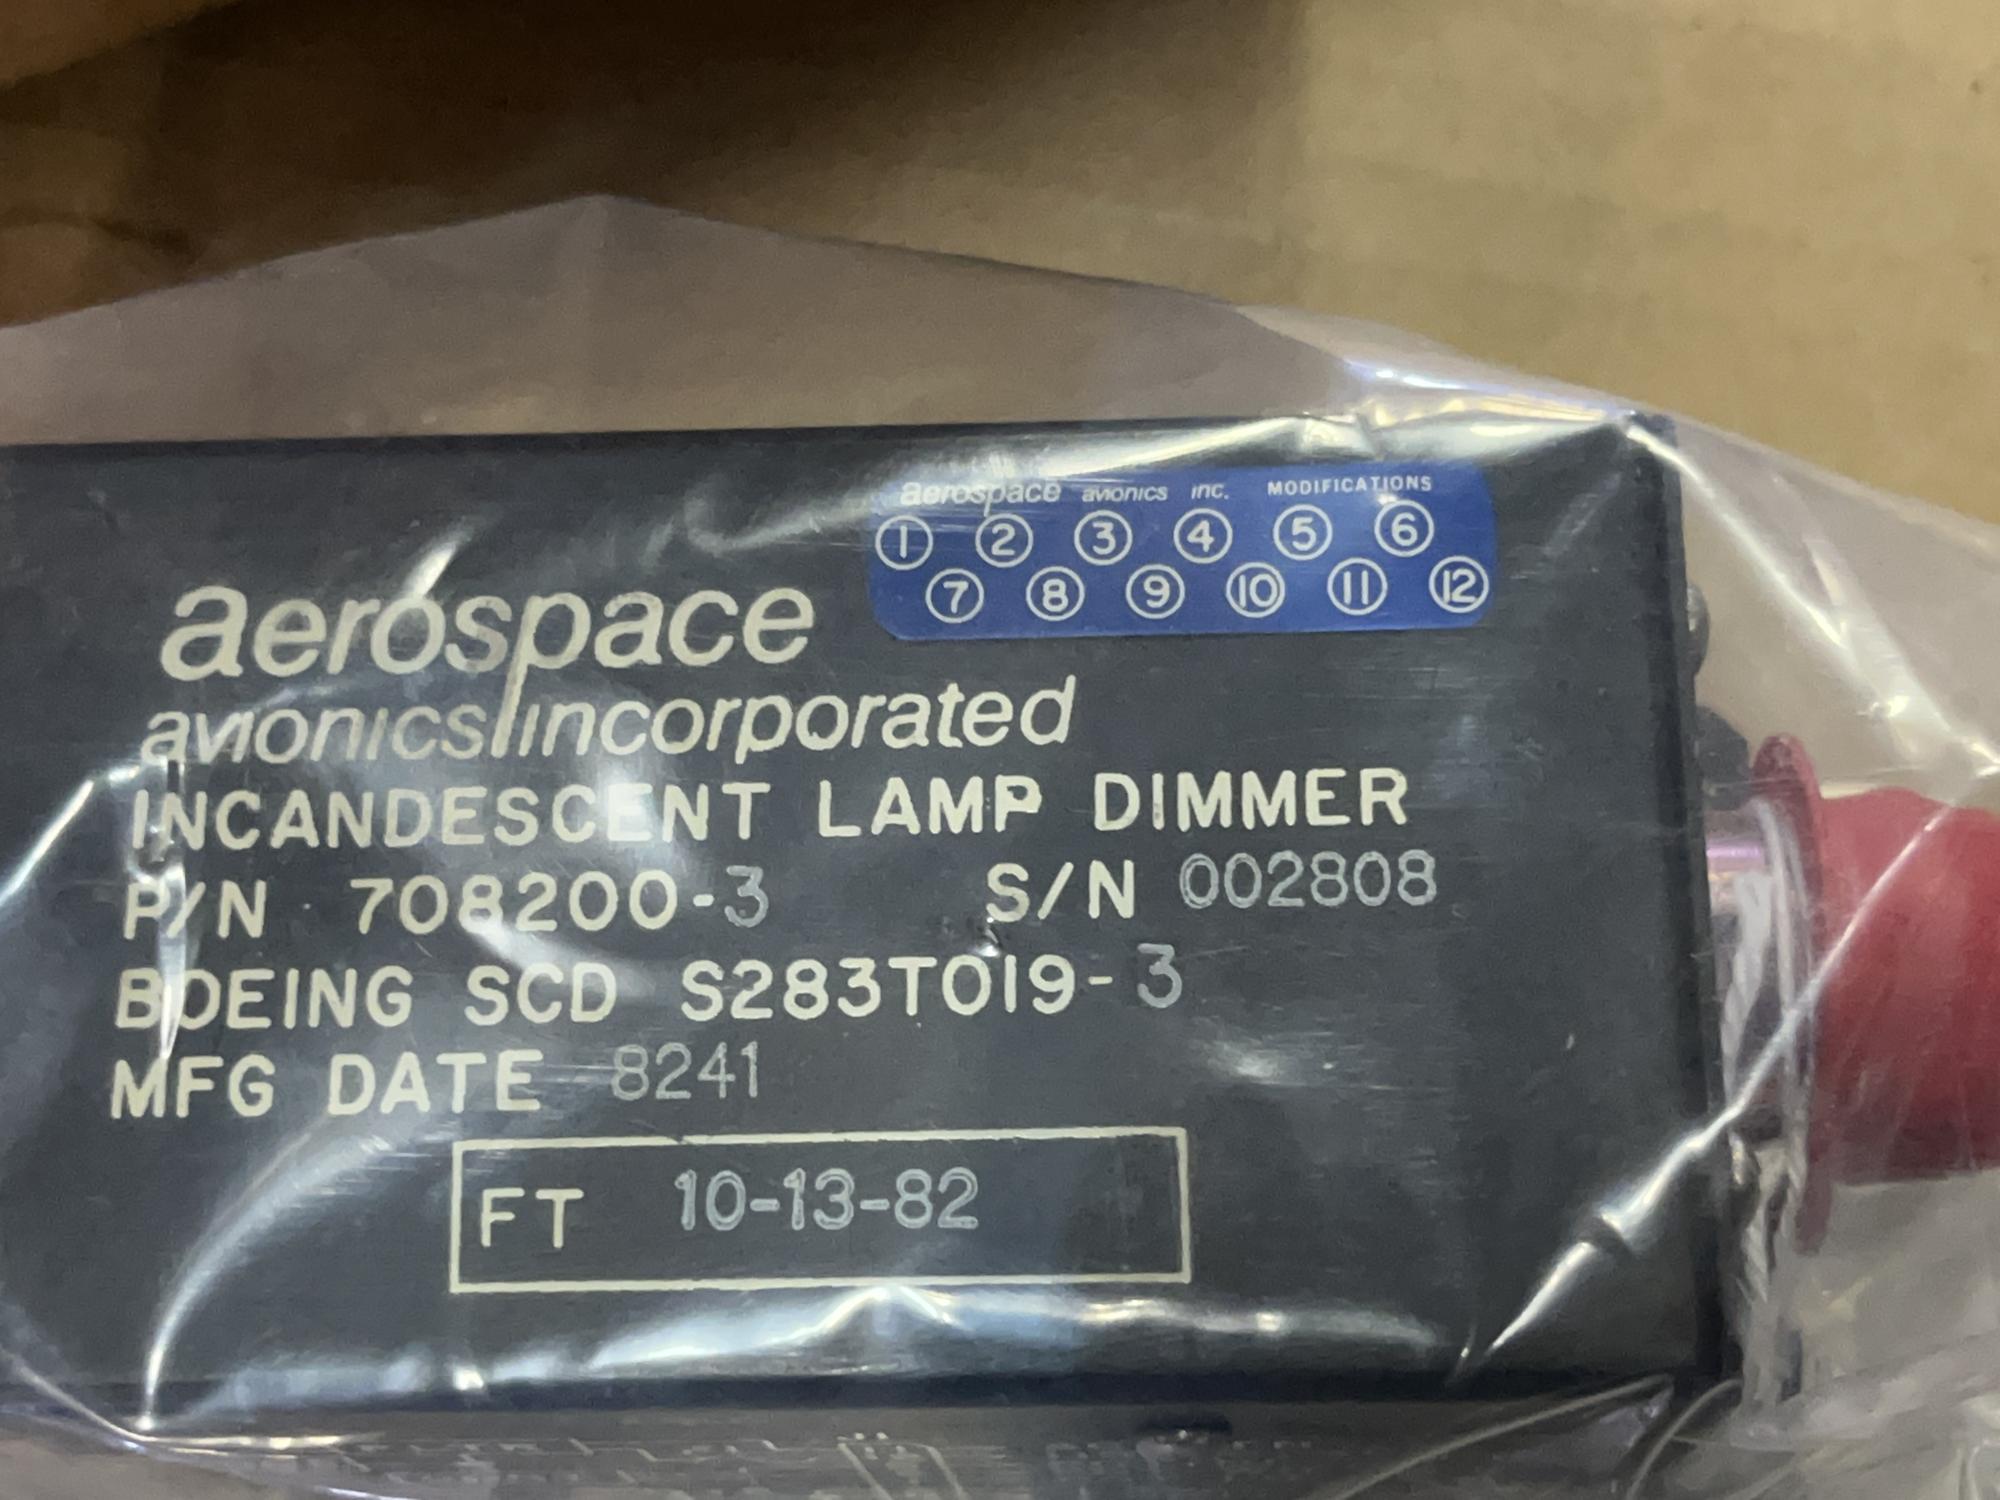 aerospace avionics inc. MODIFICATIONS
1 2 3 4 5 6
7 8 9 10 11 12
aerospace
avionics incorporated
INCANDESCENT LAMP DIMMER
P/N 708200-3 S/N 002808
BOEING SCD S283T019-3
MFG DATE 8241
FT 10-13-82